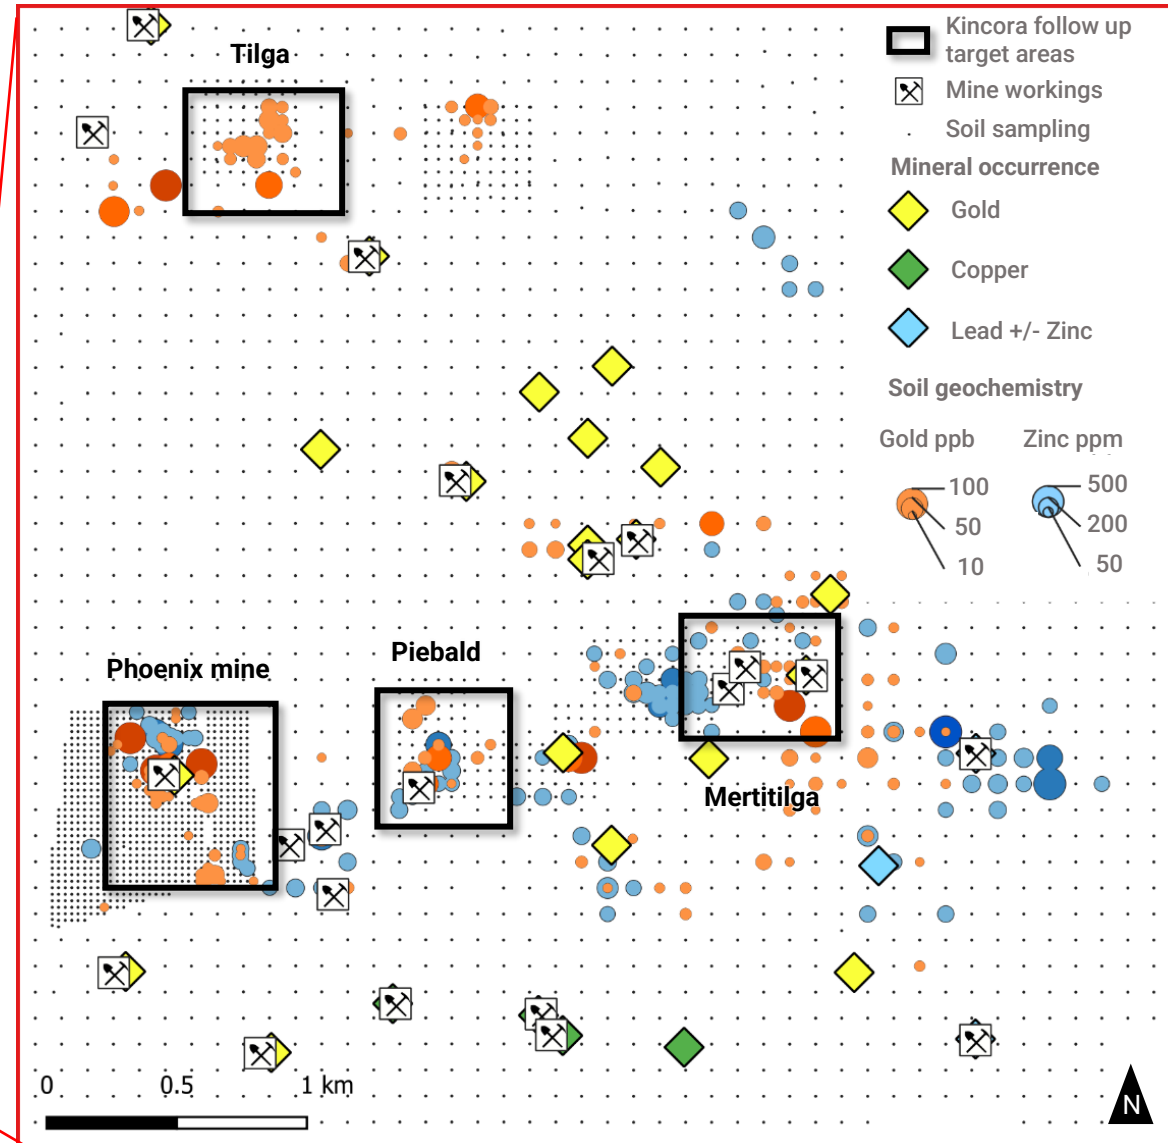 Tilga
Kincora follow up
target areas
Mine workings
Soil sampling
Mineral occurrence
Gold
Copper
Lead +/- Zinc
Soil geochemistry
Gold ppb
Zinc ppm
100
50
10
500
200
50
Piebald
Phoenix mine
Mertitilga
0
0.5
1 km
N